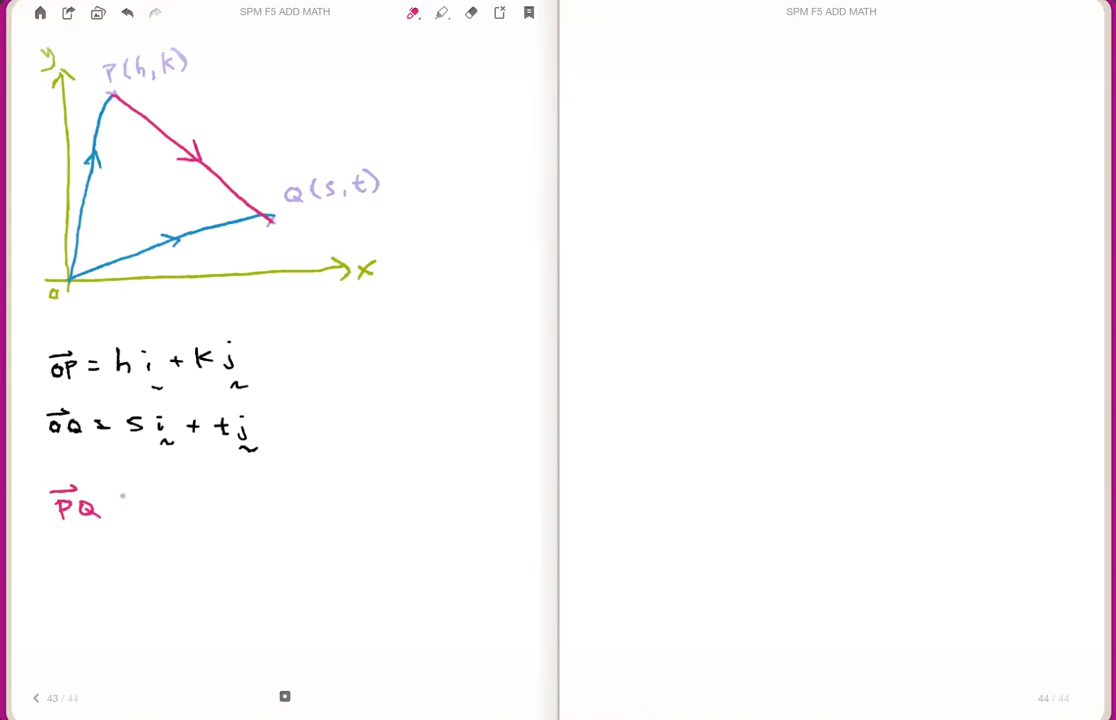 SPM F5 ADD MATH
SPM F5 ADD MATH
y
P(h,k)
Q(s,t)
x
O
OP = h i + k j
OQ = s i + t j
PQ
43 / 44
44 / 44